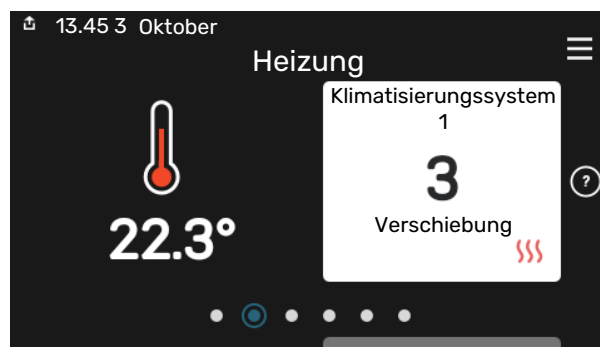 13.45 3 Oktober
Heizung
Klimatisierungssystem
1
3
Verschiebung
22.3°
?